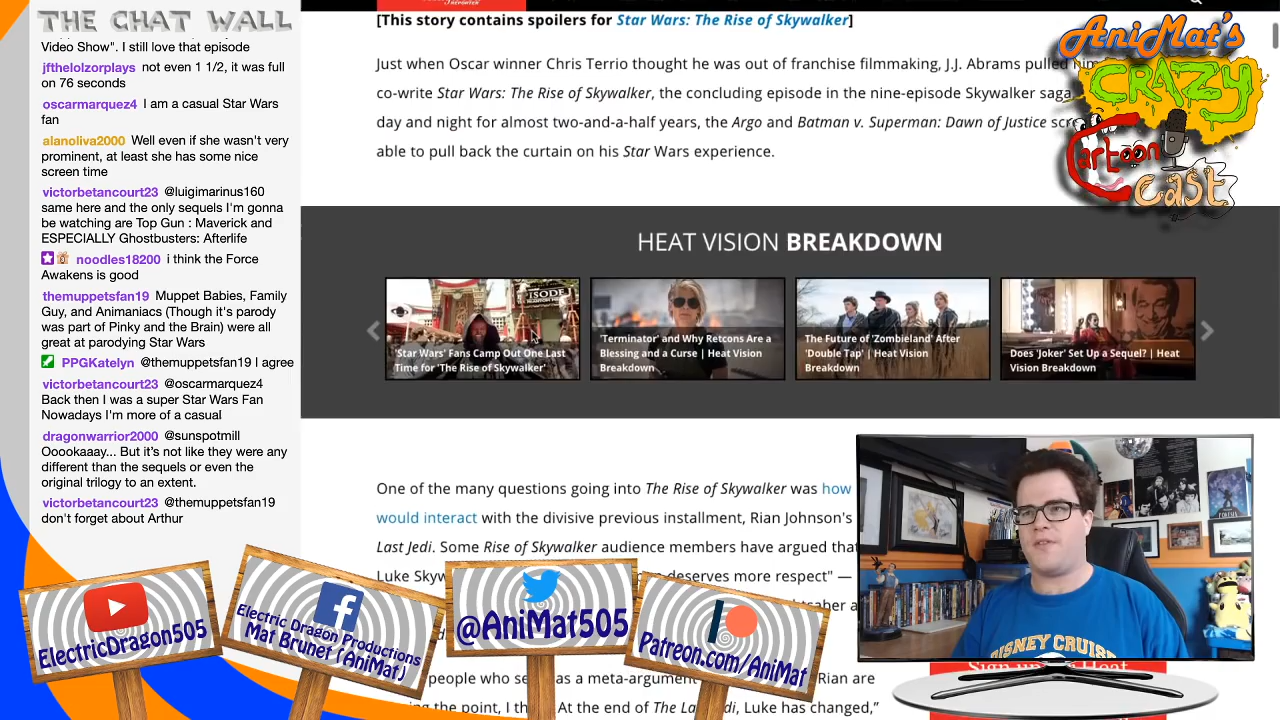 THE CHAT WALL
Video Show". I still love that episode
jfthelolzorplays not even 1 1/2, it was full
on 76 seconds
oscarmarquez4 I am a casual Star Wars
fan
alanoliva2000 Well even if she wasn't very
prominent, at least she has some nice
screen time
victorbetancourt23 @luigimarinus160
same here and the only sequels I'm gonna
be watching are Top Gun : Maverick and
ESPECIALLY Ghostbusters: Afterlife
noodles18200 i think the Force
Awakens is good
themuppetsfan19 Muppet Babies, Family
Guy, and Animaniacs (Though it's parody
was part of Pinky and the Brain) were all
great at parodying Star Wars
PPGKatelyn @themuppetsfan19 I agree
victorbetancourt23 @oscarmarquez4
Back then I was a super Star Wars Fan
Nowadays I'm more of a casual
dragonwarrior2000 @sunspotmill
Ooookaaay... But it's not like they were any
different than the sequels or even the
original trilogy to an extent.
victorbetancourt23 @themuppetsfan19
don't forget about Arthur
[This story contains spoilers for Star Wars: The Rise of Skywalker]
Just when Oscar winner Chris Terrio thought he was out of franchise filmmaking, J.J. Abrams pulled him
co-write Star Wars: The Rise of Skywalker, the concluding episode in the nine-episode Skywalker saga.
day and night for almost two-and-a-half years, the Argo and Batman v. Superman: Dawn of Justice
able to pull back the curtain on his Star Wars experience.
AniMat's
CRAZY
Cartoon
Cast
HEAT VISION BREAKDOWN
'Star Wars' Fans Camp Out One Last
Time for 'The Rise of Skywalker'
'Terminator' and Why Retcons Are a
Blessing and a Curse | Heat Vision
Breakdown
The Future of 'Zombieland' After
'Double Tap' | Heat Vision
Breakdown
Does 'Joker' Set Up a Sequel? | Heat
Vision Breakdown
One of the many questions going into The Rise of Skywalker was how
would interact with the divisive previous installment, Rian Johnson's
Last Jedi. Some Rise of Skywalker audience members have argued that
Luke deserves more respect" —
people who as a meta-argument Rian are
the point, I At the end of The Luke has changed,"
DISNEY CRUISE
Sign up Heat
ElectricDragon505
Electric Dragon Productions
Mat Brunet (AniMat)
@AniMat505
Patreon.com/AniMat